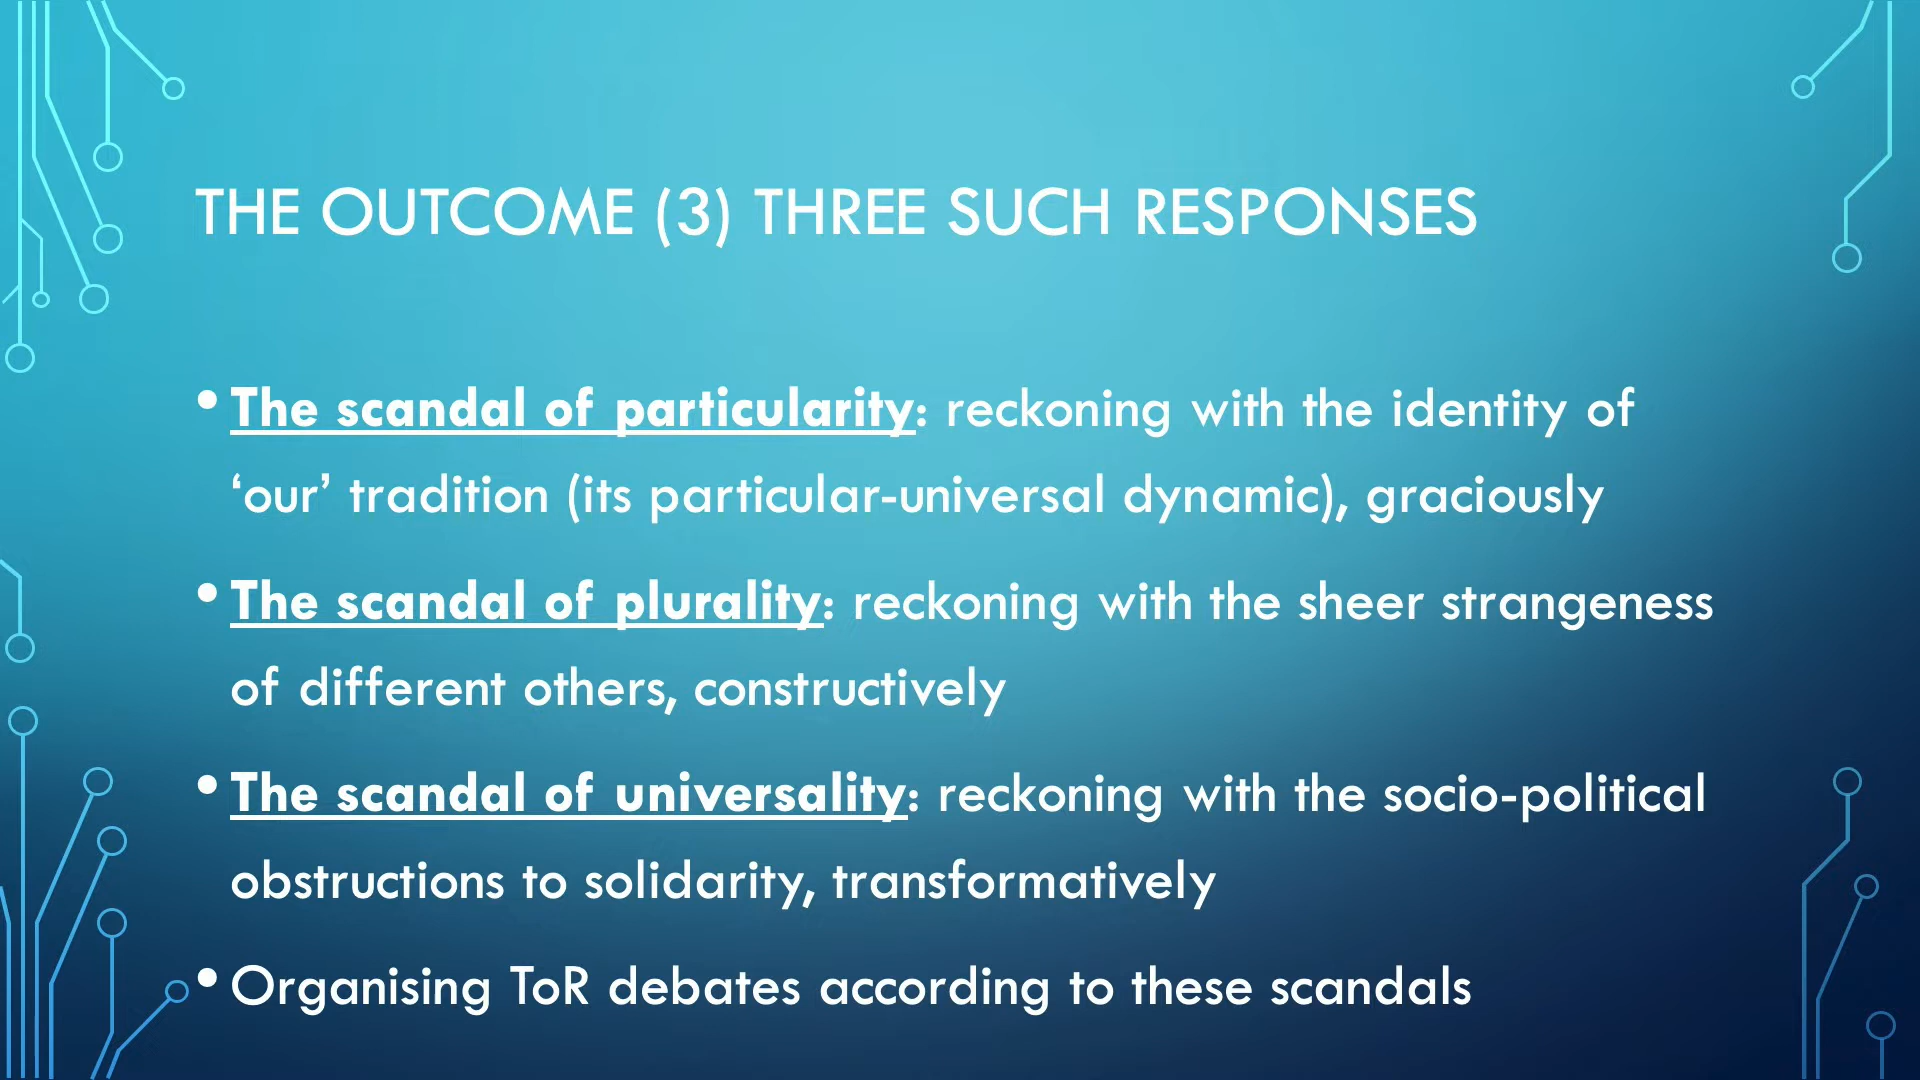 THE OUTCOME (3) THREE SUCH RESPONSES
• The scandal of particularity: reckoning with the identity of
‘our’ tradition (its particular-universal dynamic), graciously
• The scandal of plurality: reckoning with the sheer strangeness
of different others, constructively
• The scandal of universality: reckoning with the socio-political
obstructions to solidarity, transformatively
• Organising ToR debates according to these scandals